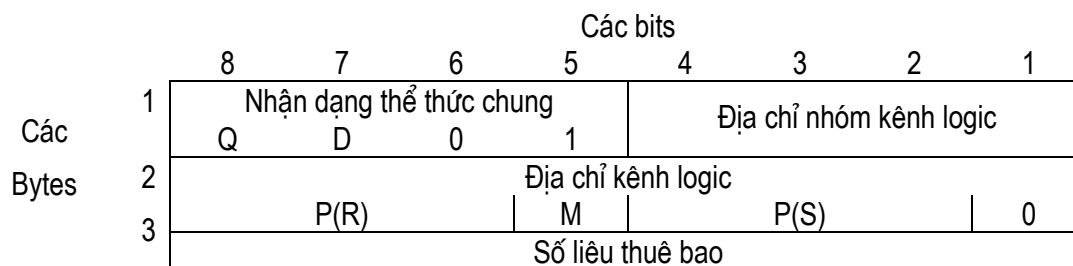 Các bits
8 7 6 5 4 3 2 1
1 Nhận dạng thể thức chung Địa chỉ nhóm kênh logic
Các
Q D 0 1
Bytes 2 Địa chỉ kênh logic
3 P(R) M P(S) 0
Số liêu thuê bao